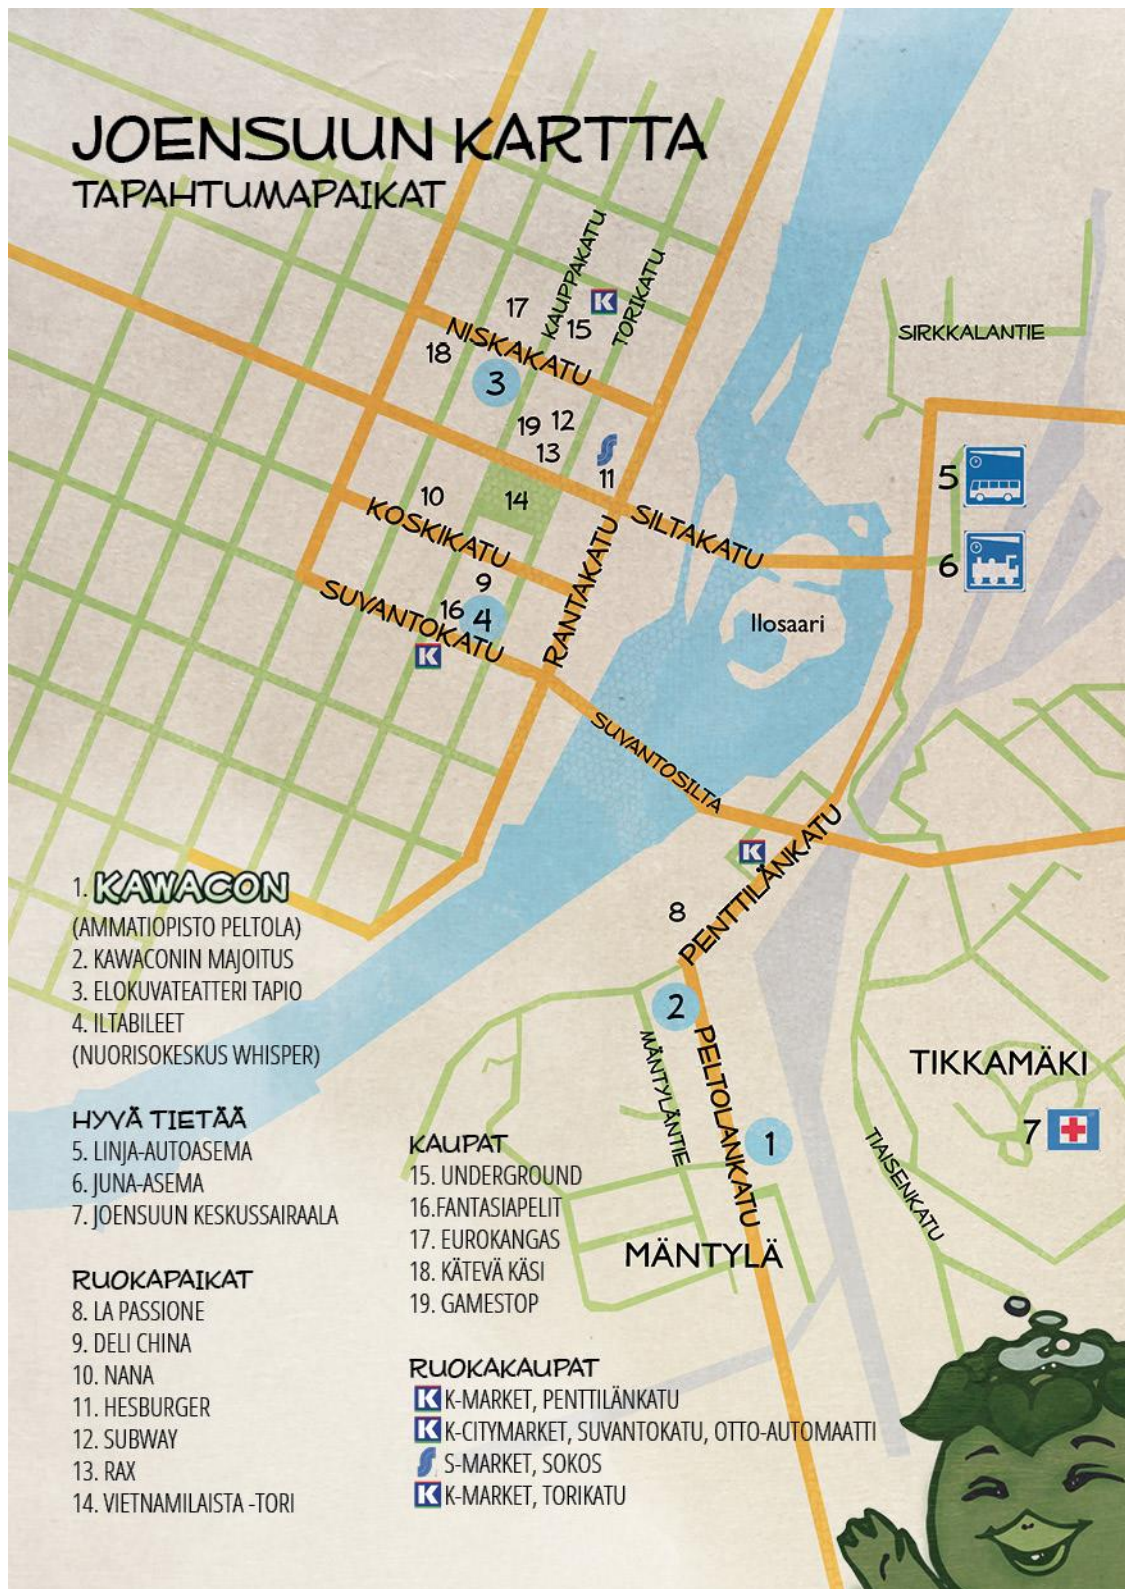 JOENSUUN KARTTA
TAPAHTUMAPAIKAT
KAUPPAKATU
TORIKATU
K
17
15
NISKAKATU
18
3
SIRKKALANTIE
19 12
13
11
5
10
14
KOSKIKATU
SILTAKATU
RANTAKATU
6
9
16 4
SUVANTOKATU
K
Ilosaari
SUVANTOSILTA
K
PENTTILÄNKATU
8
2
MÄNTYLÄNTIE
PELTOLANKATU
TIKKAMÄKI
7
1
TIAISENKATU
MÄNTYLÄ
1. KAWACON
(AMMATIOPISTO PELTOLA)
2. KAWACONIN MAJOITUS
3. ELOKUVATEATTERI TAPIO
4. ILTABILEET
(NUORISOKESKUS WHISPER)
HYVÄ TIETÄÄ
5. LINJA-AUTOASEMA
6. JUNA-ASEMA
7. JOENSUUN KESKUSSAIRAALA
RUOKAPAIKAT
8. LA PASSIONE
9. DELI CHINA
10. NANA
11. HESBURGER
12. SUBWAY
13. RAX
14. VIETNAMILAISTA -TORI
KAUPAT
15. UNDERGROUND
16.FANTASIAPELIT
17. EUROKANGAS
18. KÄTEVÄ KÄSI
19. GAMESTOP
RUOKAKAUPAT
K K-MARKET, PENTTILÄNKATU
K K-CITYMARKET, SUVANTOKATU, OTTO-AUTOMAATTI
S S-MARKET, SOKOS
K K-MARKET, TORIKATU